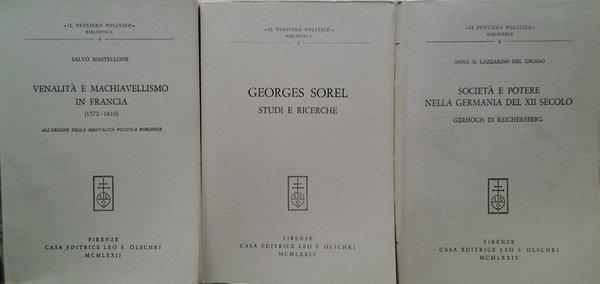 «IL PENSIERO POLITICO»
BIBLIOTECA
4
SALVO MASTELLONE
VENALITÀ E MACHIAVELLISMO
IN FRANCIA
(1572-1610)
ALL'ORIGINE DELLA MENTALITÀ POLITICA BORGHESE
FIRENZE
CASA EDITRICE LEO S. OLSCHKI
MCMLXXII
«IL PENSIERO POLITICO»
BIBLIOTECA
5
GEORGES SOREL
STUDI E RICERCHE
FIRENZE
CASA EDITRICE LEO S. OLSCHKI
MCMLXXIV
«IL PENSIERO POLITICO»
BIBLIOTECA
6
ANNA M. LAZZARINO DEL GROSSO
SOCIETÀ E POTERE
NELLA GERMANIA DEL XII SECOLO
GERHOCH DI REICHERSBERG
FIRENZE
CASA EDITRICE LEO S. OLSCHKI
MCMLXXIV